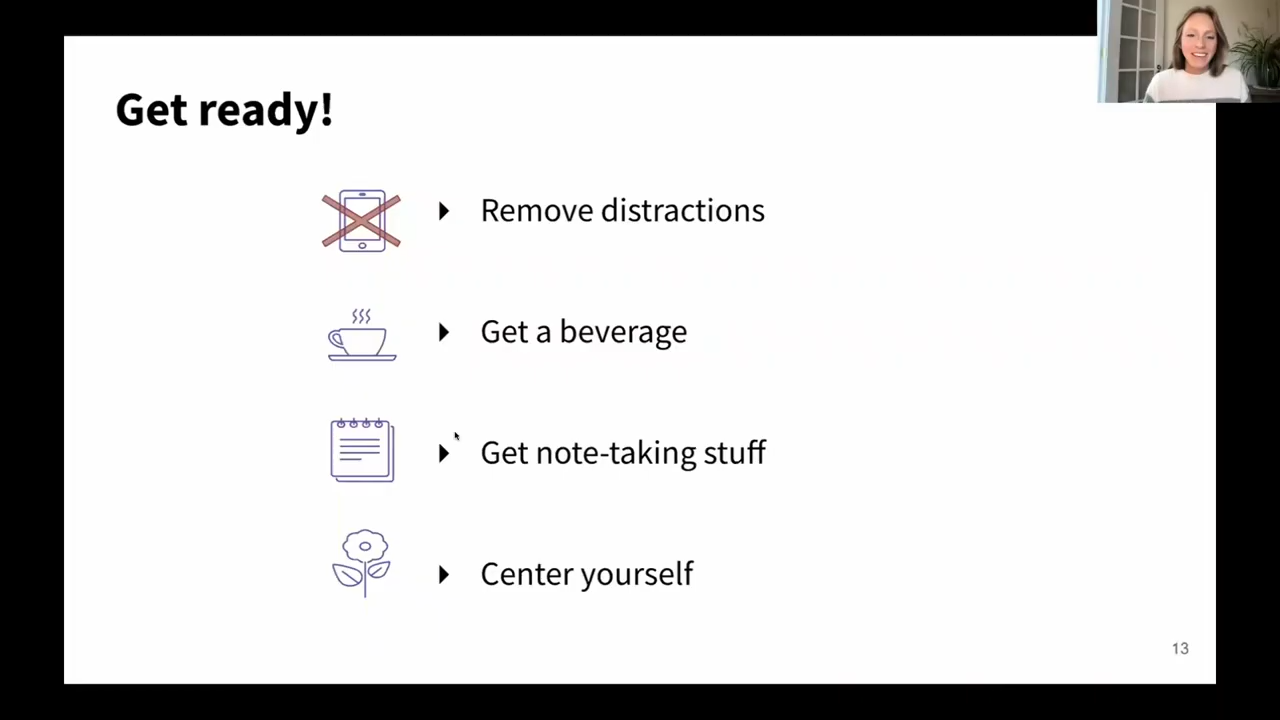 Get ready!
Remove distractions
Get a beverage
Get note-taking stuff
Center yourself
13